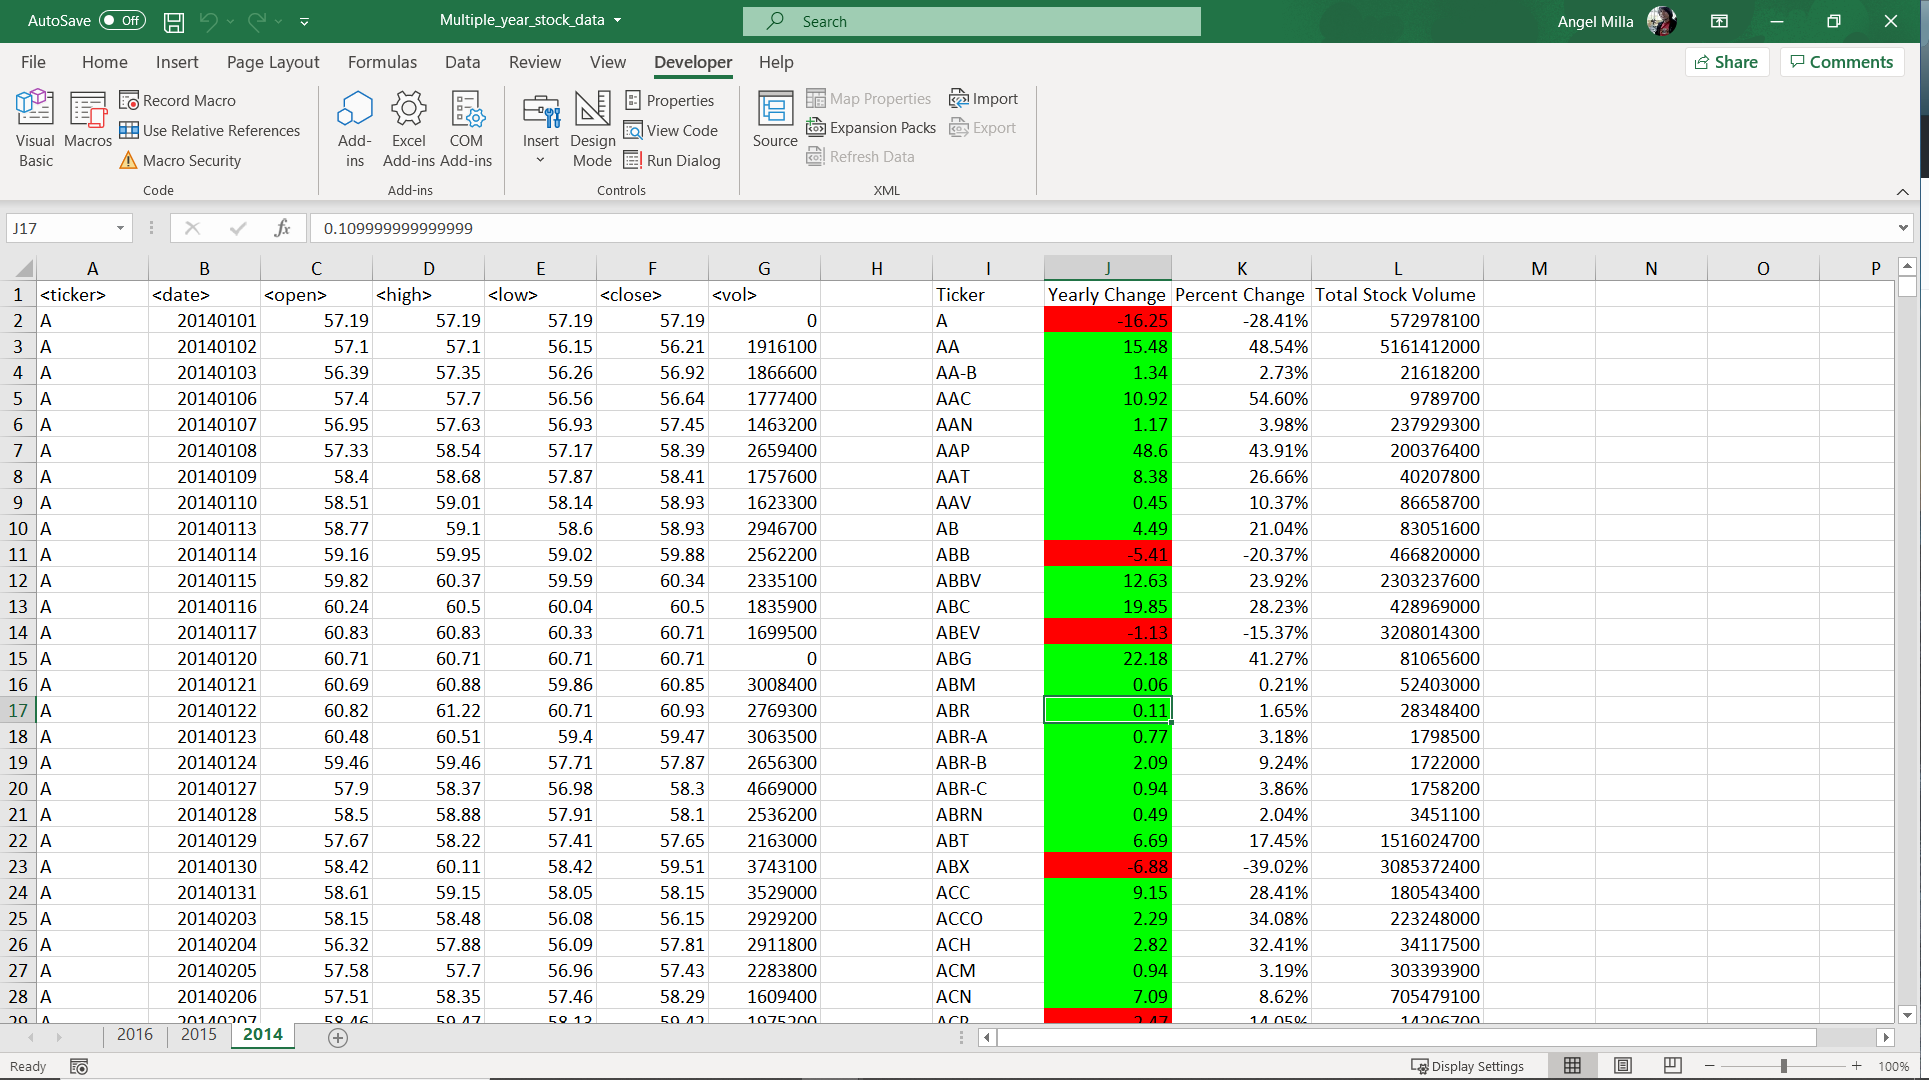 AutoSave Off Multiple_year_stock_data Search Angel Milla
File Home Insert Page Layout Formulas Data Review View Developer Help Share Comments
Visual Basic
Macros
Record Macro
Use Relative References
Macro Security
Code
Add-ins
Excel Add-ins
COM Add-ins
Add-ins
Insert
Design Mode
Properties
View Code
Run Dialog
Controls
Source
Map Properties
Expansion Packs
Refresh Data
Import
Export
XML
J17 fx 0.109999999999999
A B C D E F G H I J K L M N O P
1 <ticker> <date> <open> <high> <low> <close> <vol> Ticker Yearly Change Percent Change Total Stock Volume
2 A 20140101 57.19 57.19 57.19 57.19 0 A -16.25 -28.41% 572978100
3 A 20140102 57.1 57.1 56.15 56.21 1916100 AA 15.48 48.54% 5161412000
4 A 20140103 56.39 57.35 56.26 56.92 1866600 AA-B 1.34 2.73% 21618200
5 A 20140106 57.4 57.7 56.56 56.64 1777400 AAC 10.92 54.60% 9789700
6 A 20140107 56.95 57.63 56.93 57.45 1463200 AAN 1.17 3.98% 237929300
7 A 20140108 57.33 58.54 57.17 58.39 2659400 AAP 48.6 43.91% 200376400
8 A 20140109 58.4 58.68 57.87 58.41 1757600 AAT 8.38 26.66% 40207800
9 A 20140110 58.51 59.01 58.14 58.93 1623300 AAV 0.45 10.37% 86658700
10 A 20140113 58.77 59.1 58.6 58.93 2946700 AB 4.49 21.04% 83051600
11 A 20140114 59.16 59.95 59.02 59.88 2562200 ABB -5.41 -20.37% 466820000
12 A 20140115 59.82 60.37 59.59 60.34 2335100 ABBV 12.63 23.92% 2303237600
13 A 20140116 60.24 60.5 60.04 60.5 1835900 ABC 19.85 28.23% 428969000
14 A 20140117 60.83 60.83 60.33 60.71 1699500 ABEV -1.13 -15.37% 3208014300
15 A 20140120 60.71 60.71 60.71 60.71 0 ABG 22.18 41.27% 81065600
16 A 20140121 60.69 60.88 59.86 60.85 3008400 ABM 0.06 0.21% 52403000
17 A 20140122 60.82 61.22 60.71 60.93 2769300 ABR 0.11 1.65% 28348400
18 A 20140123 60.48 60.51 59.4 59.47 3063500 ABR-A 0.77 3.18% 1798500
19 A 20140124 59.46 59.46 57.71 57.87 2656300 ABR-B 2.09 9.24% 1722000
20 A 20140127 57.9 58.37 56.98 58.3 4669000 ABR-C 0.94 3.86% 1758200
21 A 20140128 58.5 58.88 57.91 58.1 2536200 ABRN 0.49 2.04% 3451100
22 A 20140129 57.67 58.22 57.41 57.65 2163000 ABT 6.69 17.45% 1516024700
23 A 20140130 58.42 60.11 58.42 59.51 3743100 ABX -6.88 -39.02% 3085372400
24 A 20140131 58.61 59.15 58.05 58.15 3529000 ACC 9.15 28.41% 180543400
25 A 20140203 58.15 58.48 56.08 56.15 2929200 ACCO 2.29 34.08% 223248000
26 A 20140204 56.32 57.88 56.09 57.81 2911800 ACH 2.82 32.41% 34117500
27 A 20140205 57.58 57.7 56.96 57.43 2283800 ACM 0.94 3.19% 303393900
28 A 20140206 57.51 58.35 57.46 58.29 1609400 ACN 7.09 8.62% 705479100
29 A 20140207 58.46 59.47
2016 2015 2014
Ready Display Settings 100%